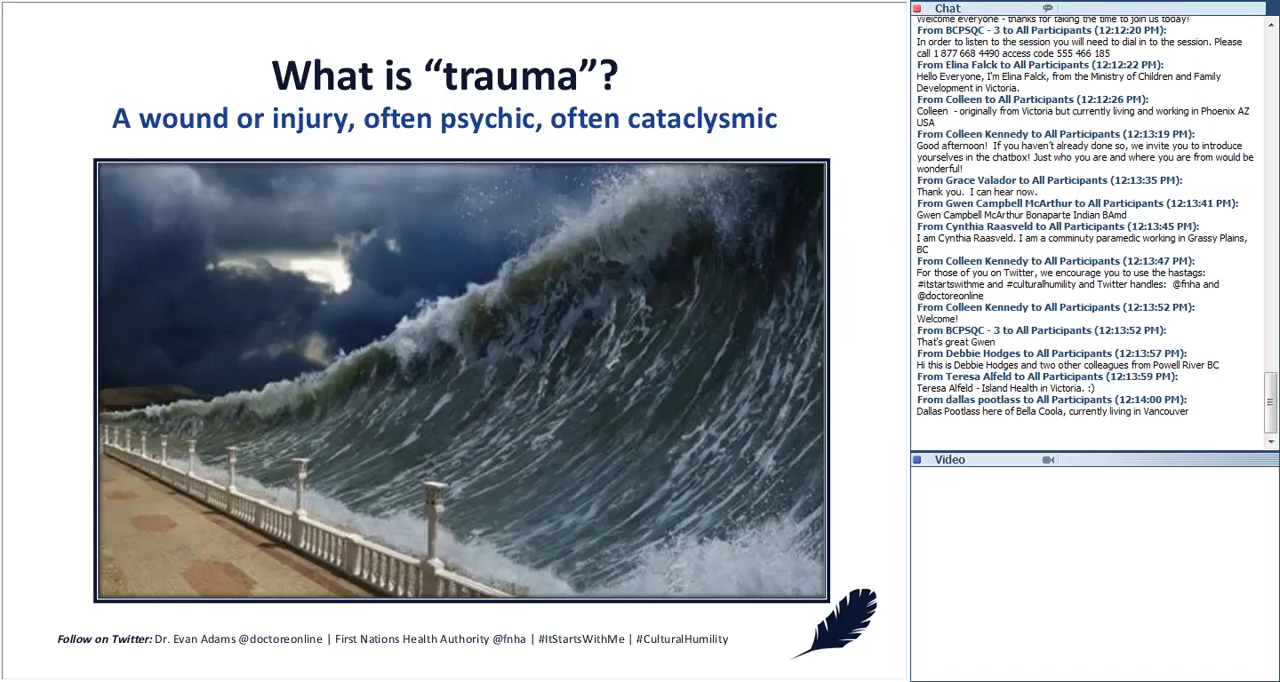 What is “trauma”?
A wound or injury, often psychic, often cataclysmic
Follow on Twitter: Dr. Evan Adams @doctoreonline | First Nations Health Authority @fnha | #ItStartsWithMe | #CulturalHumility
Chat
Welcome everyone - thanks for taking the time to join us today!
From BCPSQC - 3 to All Participants (12:12:20 PM):
In order to listen to the session you will need to dial in to the session. Please
call 1 877 668 4490 access code 555 466 185
From Elina Falck to All Participants (12:12:22 PM):
Hello Everyone, I'm Elina Falck, from the Ministry of Children and Family
Development in Victoria.
From Colleen to All Participants (12:12:26 PM):
Colleen - originally from Victoria but currently living and working in Phoenix AZ
USA
From Colleen Kennedy to All Participants (12:13:19 PM):
Good afternoon! If you haven't already done so, we invite you to introduce
yourselves in the chatbox! Just who you are and where you are from would be
wonderful!
From Grace Valador to All Participants (12:13:35 PM):
Thank you. I can hear now.
From Gwen Campbell McArthur to All Participants (12:13:41 PM):
Gwen Campbell McArthur Bonaparte Indian BAmd
From Cynthia Raasveld to All Participants (12:13:45 PM):
I am Cynthia Raasveld. I am a comminuty paramedic working in Grassy Plains,
BC
From Colleen Kennedy to All Participants (12:13:47 PM):
For those of you on Twitter, we encourage you to use the hastags:
#itstartswithme and #culturalhumility and Twitter handles: @fnha and
@doctoreonline
From Colleen Kennedy to All Participants (12:13:52 PM):
Welcome!
From BCPSQC - 3 to All Participants (12:13:52 PM):
That's great Gwen
From Debbie Hodges to All Participants (12:13:57 PM):
Hi this is Debbie Hodges and two other colleagues from Powell River BC
From Teresa Alfeld to All Participants (12:13:59 PM):
Teresa Alfeld - Island Health in Victoria. :)
From dallas pootlass to All Participants (12:14:00 PM):
Dallas Pootlass here of Bella Coola, currently living in Vancouver
Video